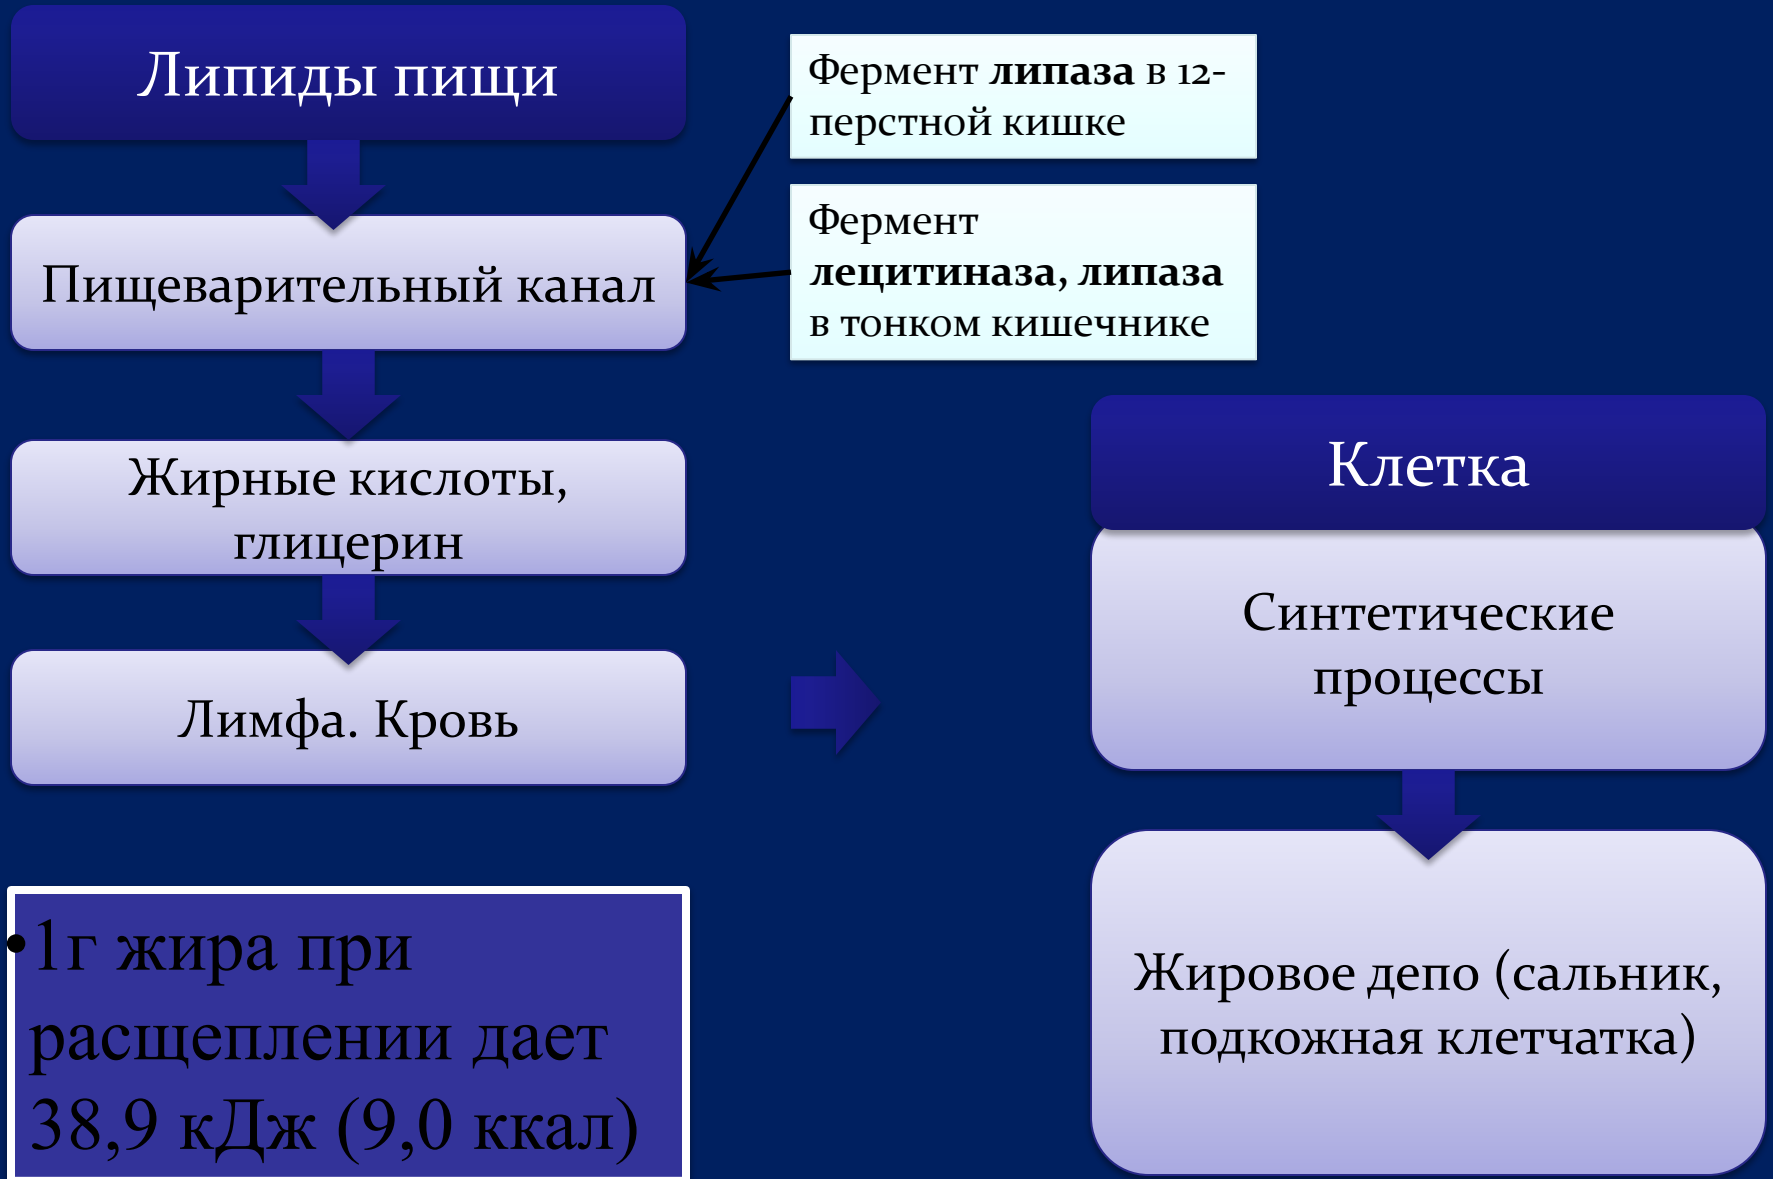 Липиды пищи
Фермент липаза в 12-
перстной кишке
Пищеварительный канал
Фермент
лецитиназа, липаза
в тонком кишечнике
Жирные кислоты,
глицерин
Лимфа. Кровь
Клетка
Синтетические
процессы
Жировое депо (сальник,
подкожная клетчатка)
•1г жира при
расщеплении дает
38,9 кДж (9,0 ккал)